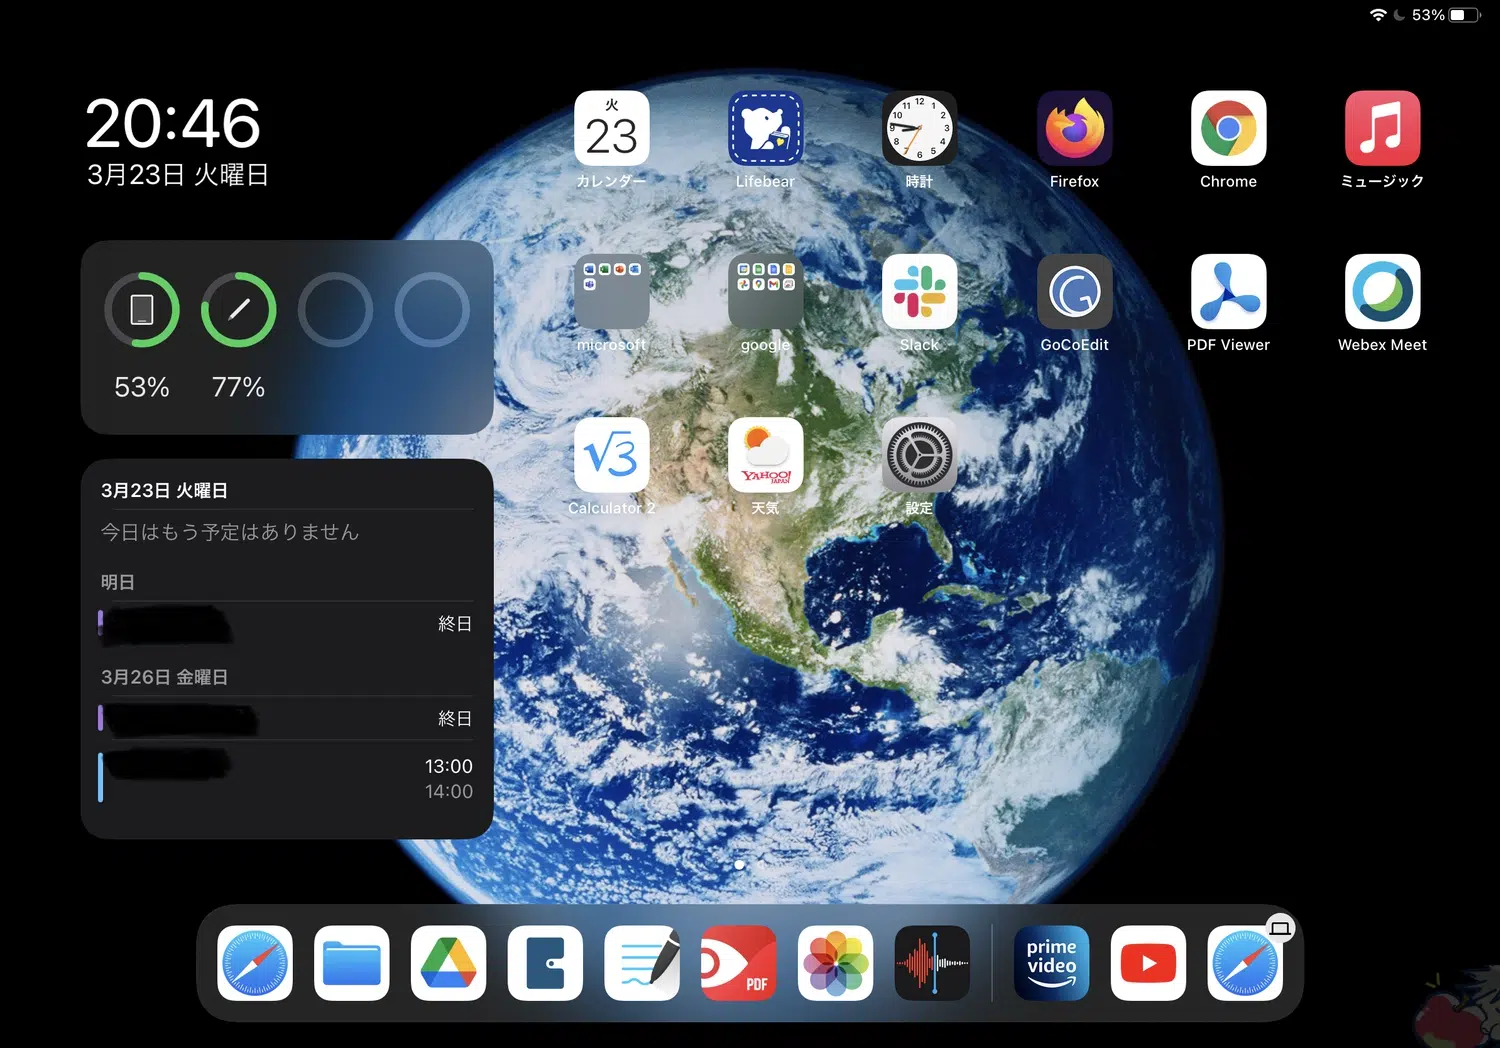 53%
20:46
3月23日 火曜日
火
23
カレンダー
Lifebear
12
11
1
10
2
9
3
8
4
7
5
6
時計
Firefox
Chrome
ミュージック
53%
77%
microsoft
google
Slack
GoCoEdit
PDF Viewer
Webex Meet
√3
Calculator 2
YAHOO!
JAPAN
天気
設定
3月23日 火曜日
今日はもう予定はありません
明日
終日
3月26日 金曜日
終日
13:00
14:00
PDF
prime
video